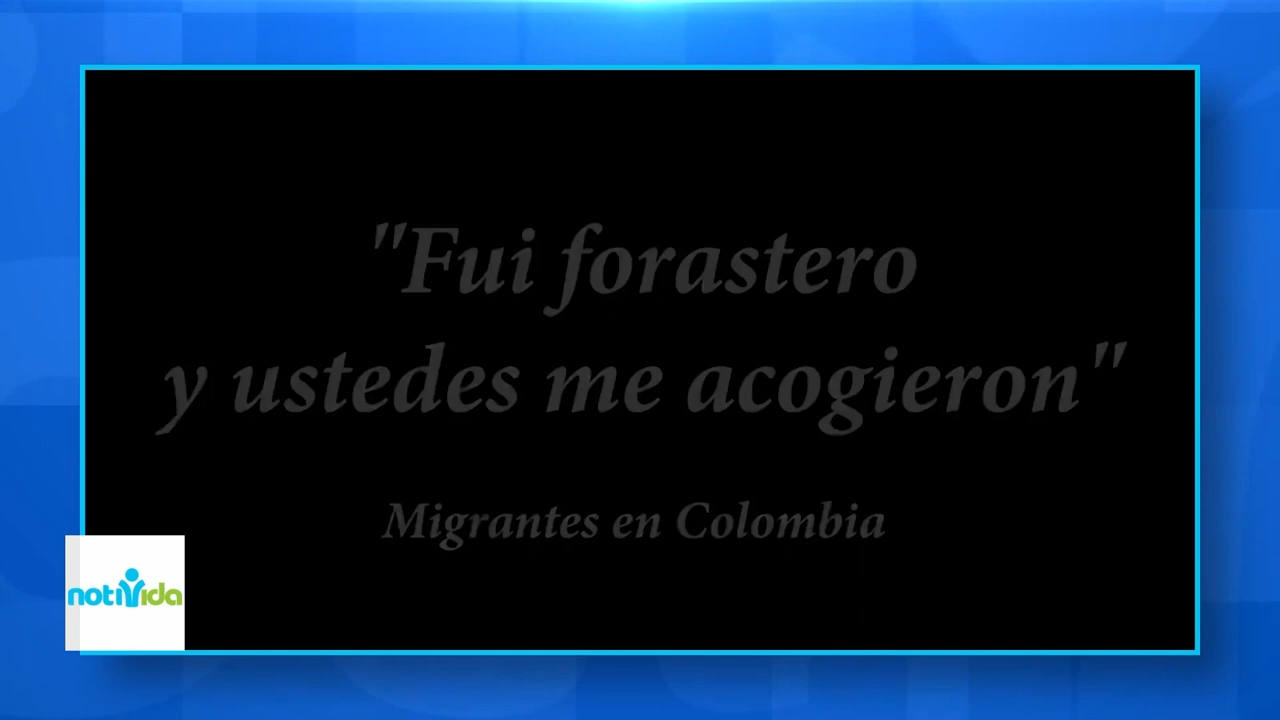 "Fui forastero
y ustedes me acogieron"
Migrantes en Colombia
notiVida